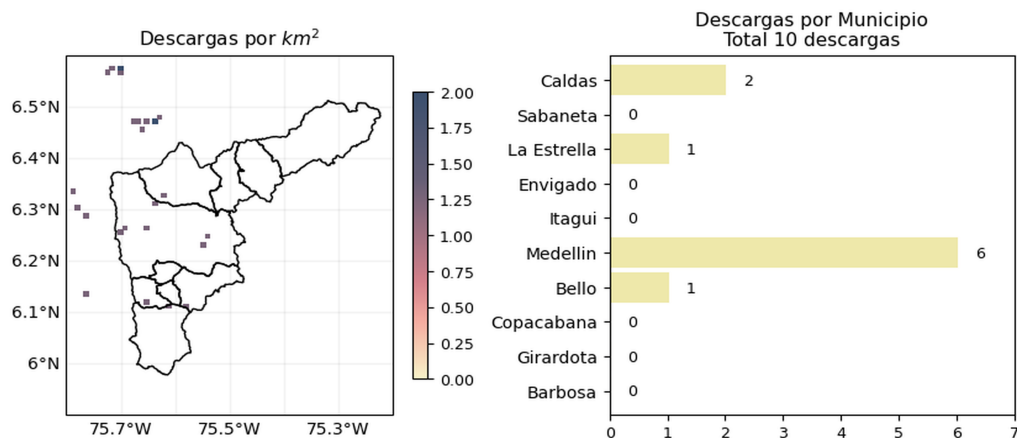 Descargas por km²
6.5°N
6.4°N
6.3°N
6.2°N
6.1°N
6°N
75.7°W
75.5°W
75.3°W
2.00
1.75
1.50
1.25
1.00
0.75
0.50
0.25
0.00
Descargas por Municipio
Total 10 descargas
Caldas 2
Sabaneta 0
La Estrella 1
Envigado 0
Itagui 0
Medellin 6
Bello 1
Copacabana 0
Girardota 0
Barbosa 0
0 1 2 3 4 5 6 7